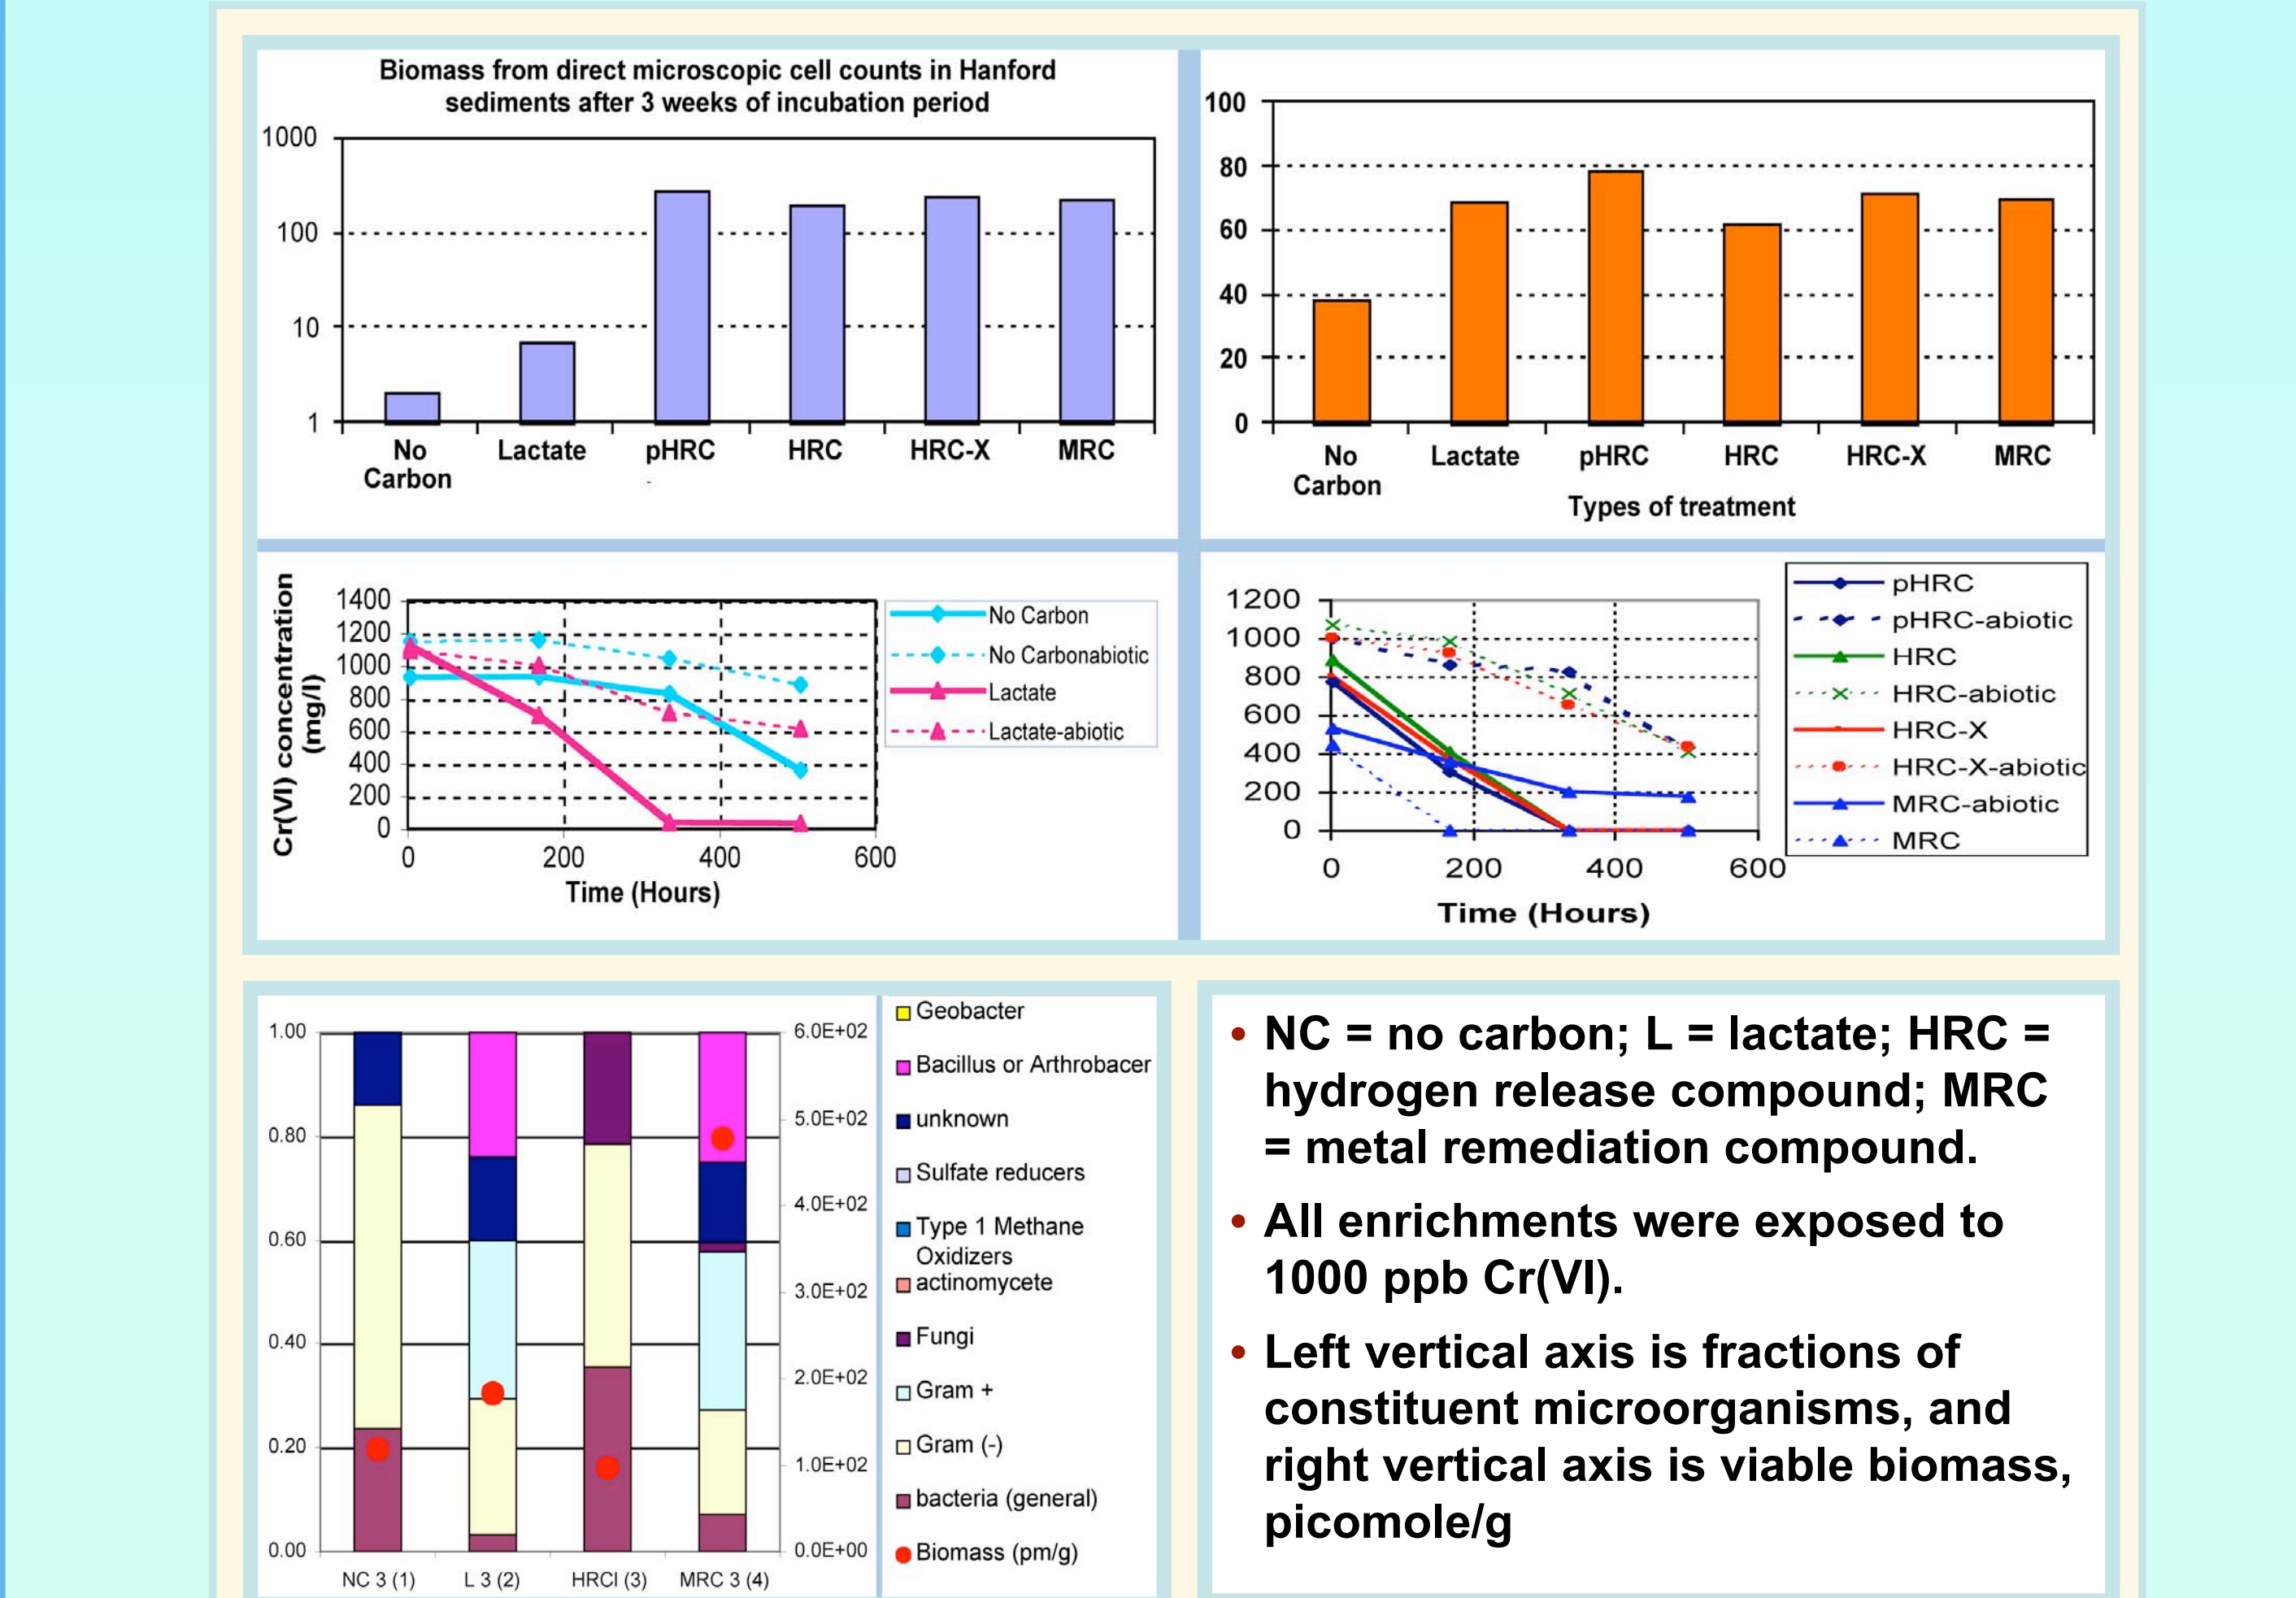 Biomass from direct microscopic cell counts in Hanford
sediments after 3 weeks of incubation period
1000
100
10
1
No
Carbon
Lactate
pHRC
HRC
HRC-X
MRC
100
80
60
40
20
0
No
Carbon
Lactate
pHRC
HRC
HRC-X
MRC
Types of treatment
Cr(VI) concentration
(mg/l)
1400
1200
1000
800
600
400
200
0
0
200
400
600
Time (Hours)
No Carbon
No Carbonabiotic
Lactate
Lactate-abiotic
1200
1000
800
600
400
200
0
0
200
400
600
Time (Hours)
pHRC
pHRC-abiotic
HRC
HRC-abiotic
HRC-X
HRC-X-abiotic
MRC-abiotic
MRC
1.00
0.80
0.60
0.40
0.20
0.00
6.0E+02
5.0E+02
4.0E+02
3.0E+02
2.0E+02
1.0E+02
0.0E+00
NC 3 (1)
L 3 (2)
HRCI (3)
MRC 3 (4)
Geobacter
Bacillus or Arthrobacer
unknown
Sulfate reducers
Type 1 Methane
Oxidizers
actinomycete
Fungi
Gram +
Gram (-)
bacteria (general)
Biomass (pm/g)
• NC = no carbon; L = lactate; HRC =
hydrogen release compound; MRC
= metal remediation compound.
• All enrichments were exposed to
1000 ppb Cr(VI).
• Left vertical axis is fractions of
constituent microorganisms, and
right vertical axis is viable biomass,
picomole/g